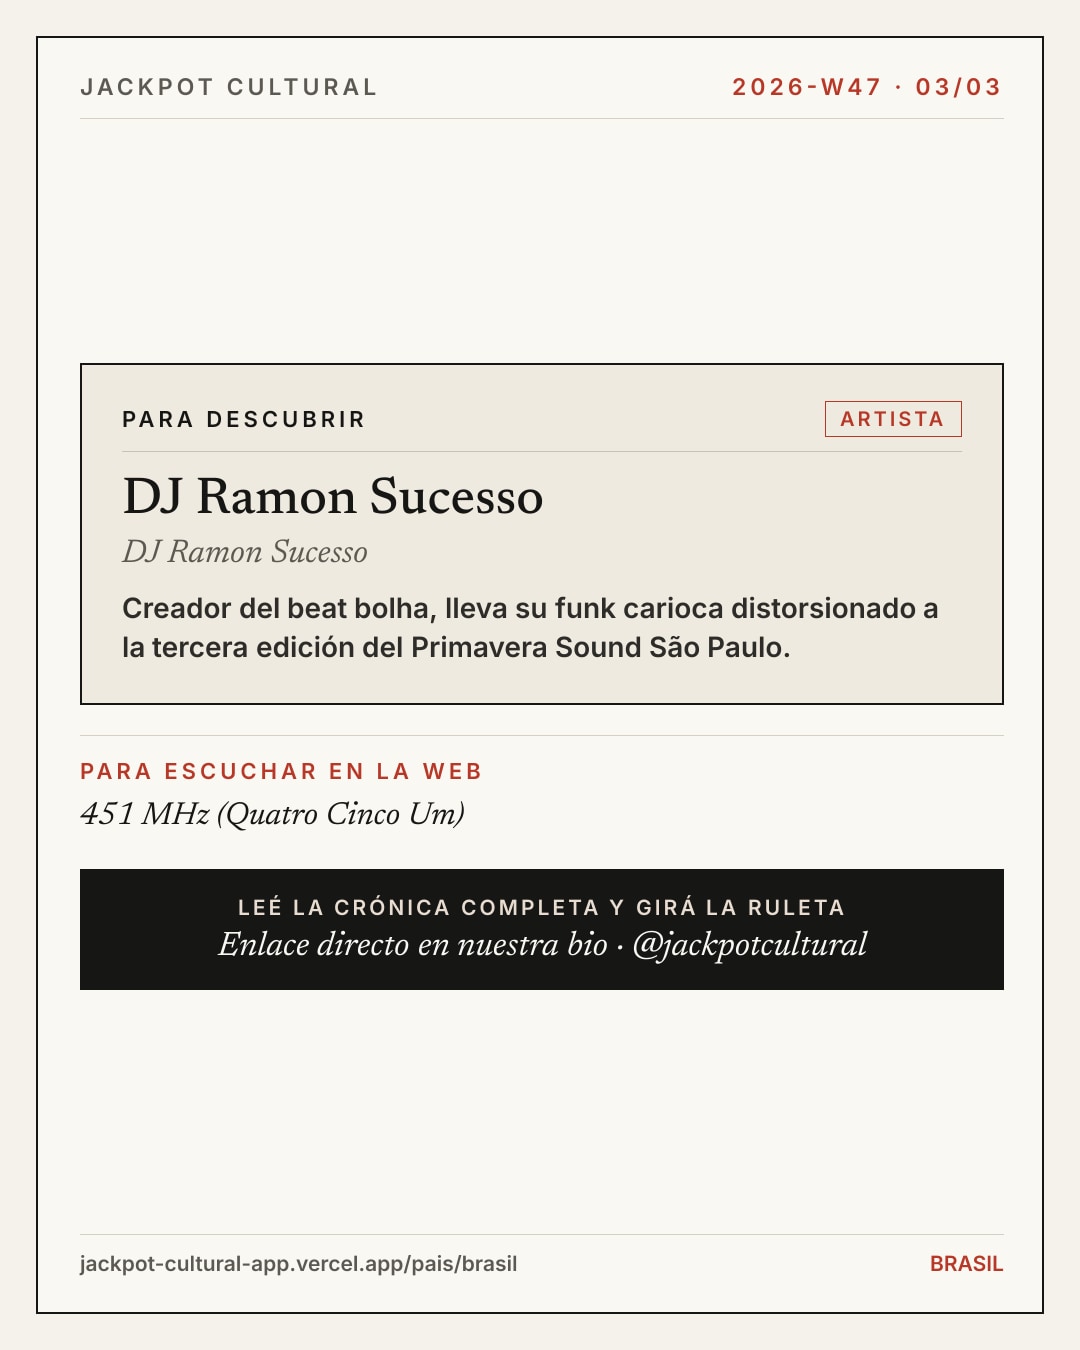 JACKPOT CULTURAL
2026-W47 · 03/03
PARA DESCUBRIR
ARTISTA
DJ Ramon Sucesso
DJ Ramon Sucesso
Creador del beat bolha, lleva su funk carioca distorsionado a
la tercera edición del Primavera Sound São Paulo.
PARA ESCUCHAR EN LA WEB
451 MHz (Quatro Cinco Um)
LEÉ LA CRÓNICA COMPLETA Y GIRÁ LA RULETA
Enlace directo en nuestra bio · @jackpotcultural
jackpot-cultural-app.vercel.app/pais/brasil
BRASIL